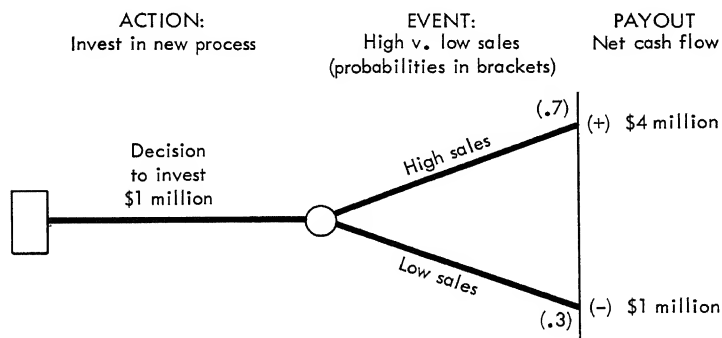 ACTION:
Invest in new process
EVENT:
High v. low sales
(probabilities in brackets)
PAYOUT
Net cash flow
Decision
to invest
$1 million
High sales
(.7)
(+) $4 million
Low sales
(.3)
(–) $1 million